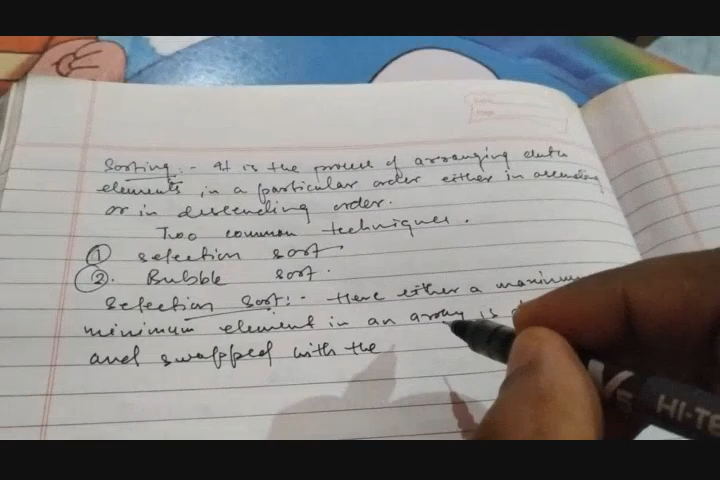 Sorting:- It is the process of arranging data
elements in a particular order either in ascending
or in descending order.
Two common techniques.
1 selection sort
2. Bubble sort.
Selection Sort:- Here either a maximum
minimum element in an array is
and swapped with the
HI-TE